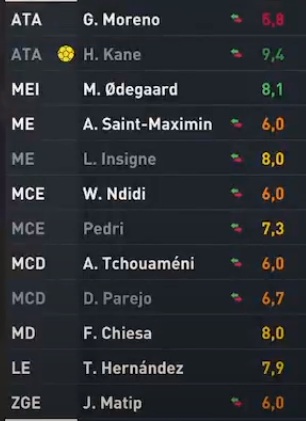 ATA G. Moreno 5,8
ATA H. Kane 9,4
MEI M. Ødegaard 8,1
ME A. Saint-Maximin 6,0
ME L. Insigne 8,0
MCE W. Ndidi 6,0
MCE Pedri 7,3
MCD A. Tchouaméni 6,0
MCD D. Parejo 6,7
MD F. Chiesa 8,0
LE T. Hernández 7,9
ZGE J. Matip 6,0